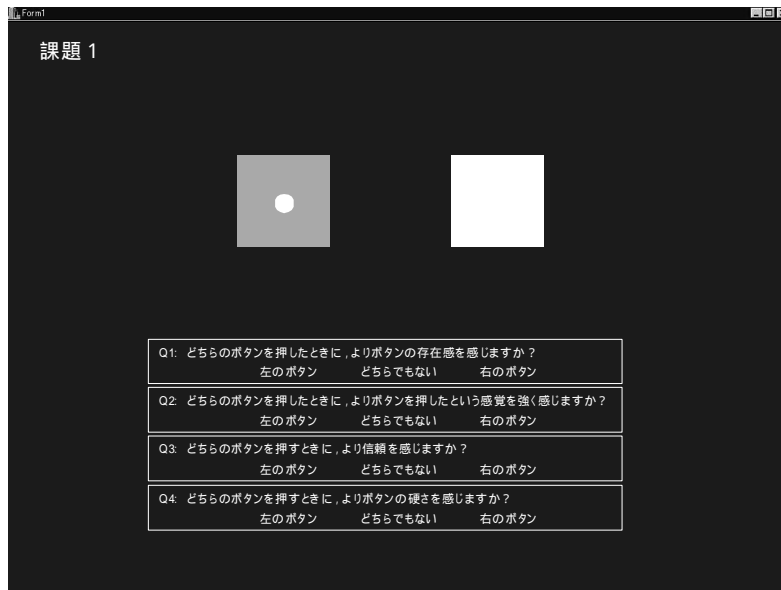 Form1
課題 1
Q1: どちらのボタンを押したときに,よりボタンの存在感を感じますか?
左のボタン どちらでもない 右のボタン
Q2: どちらのボタンを押したときに,よりボタンを押したという感覚を強く感じますか?
左のボタン どちらでもない 右のボタン
Q3: どちらのボタンを押すときに,より信頼を感じますか?
左のボタン どちらでもない 右のボタン
Q4: どちらのボタンを押すときに,よりボタンの硬さを感じますか?
左のボタン どちらでもない 右のボタン